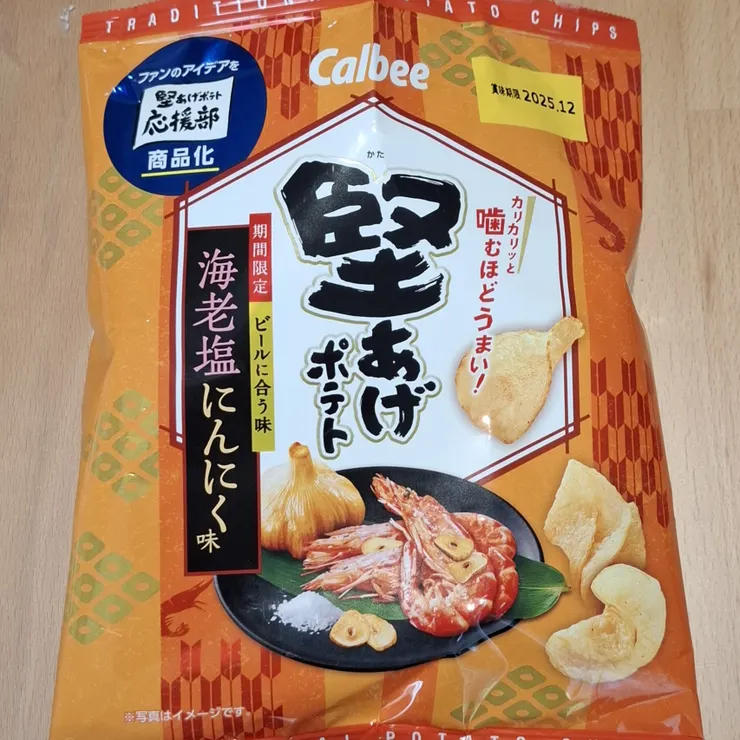 TRADITIONAL POTATO CHIPS
Calbee
ファンのアイデアを
堅あげポテト
応援部
商品化
賞味期限 2025.12
かた
堅あげ
ポテト
カリカリッと
噛むほどうまい!
期間限定
ビールに合う味
海老塩にんにく味
※写真はイメージです。
POTATO